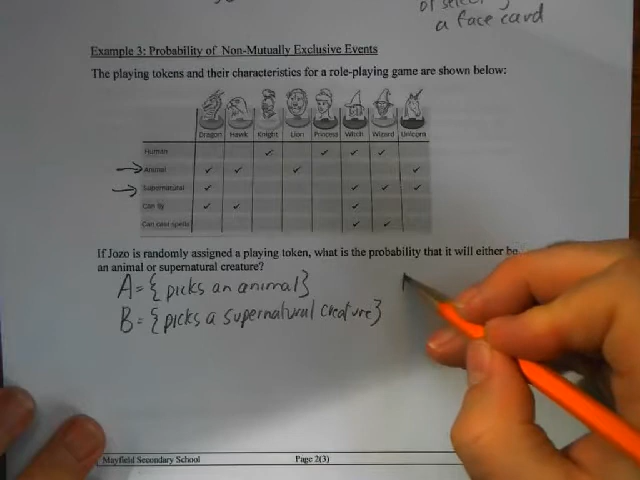 a face card
Example 3: Probability of Non-Mutually Exclusive Events
The playing tokens and their characteristics for a role-playing game are shown below:
Dragon Hawk Knight Lion Princess Witch Wizard Unicorn
Human ✓ ✓ ✓ ✓
Animal ✓ ✓ ✓ ✓
Supernatural ✓ ✓ ✓ ✓
Can fly ✓ ✓ ✓
Can cast spells ✓ ✓
If Jozo is randomly assigned a playing token, what is the probability that it will either be
an animal or supernatural creature?
A = { picks an animal }
B = { picks a supernatural creature }
Mayfield Secondary School Page 2(3)